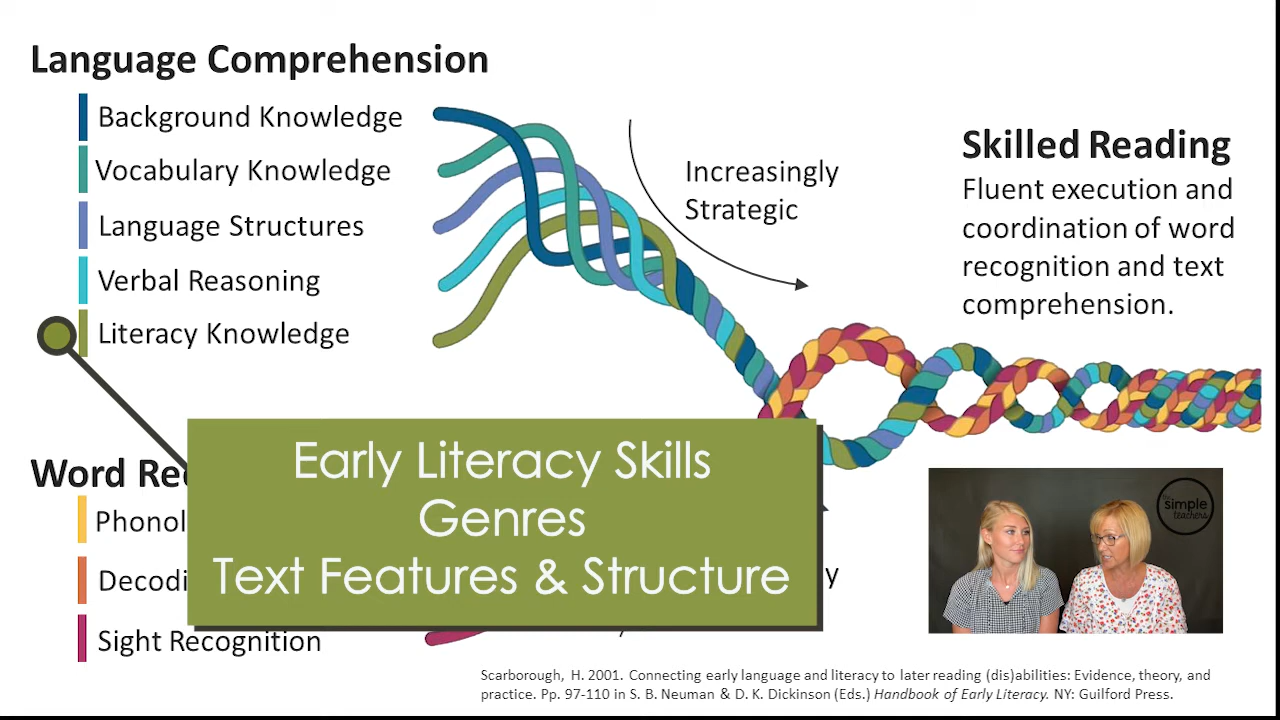 Language Comprehension
Background Knowledge
Vocabulary Knowledge
Language Structures
Verbal Reasoning
Literacy Knowledge
Increasingly
Strategic
Skilled Reading
Fluent execution and
coordination of word
recognition and text
comprehension.
Word
Early Literacy Skills
Genres
Text Features & Structure
Sight Recognition
simple
teachers
Scarborough, H. 2001. Connecting early language and literacy to later reading (dis)abilities: Evidence, theory, and
practice. Pp. 97-110 in S. B. Neuman & D. K. Dickinson (Eds.) Handbook of Early Literacy. NY: Guilford Press.